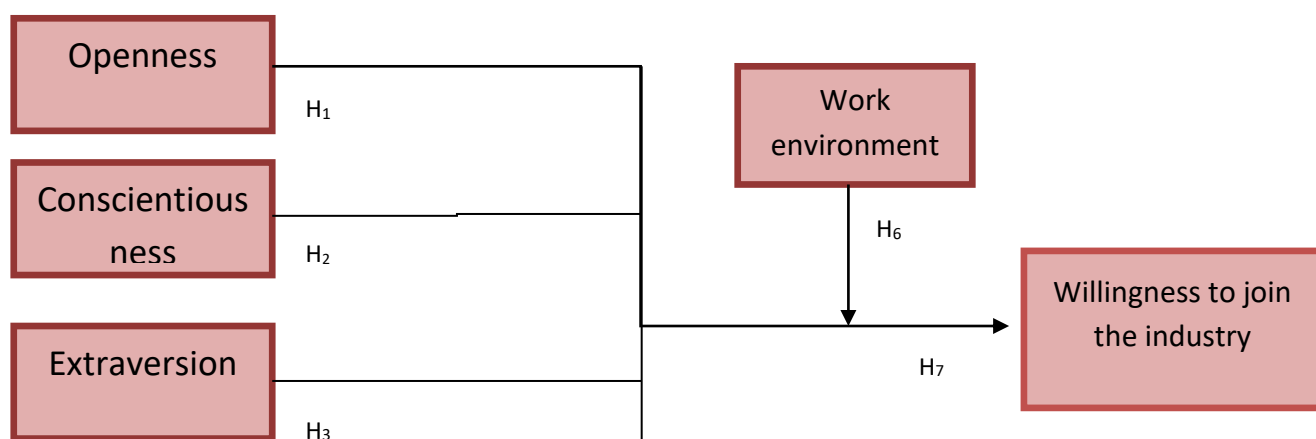 Openness
H₁
Work
environment
Conscientious
ness
H₂
H₆
Willingness to join
the industry
Extraversion
H₇
H₃